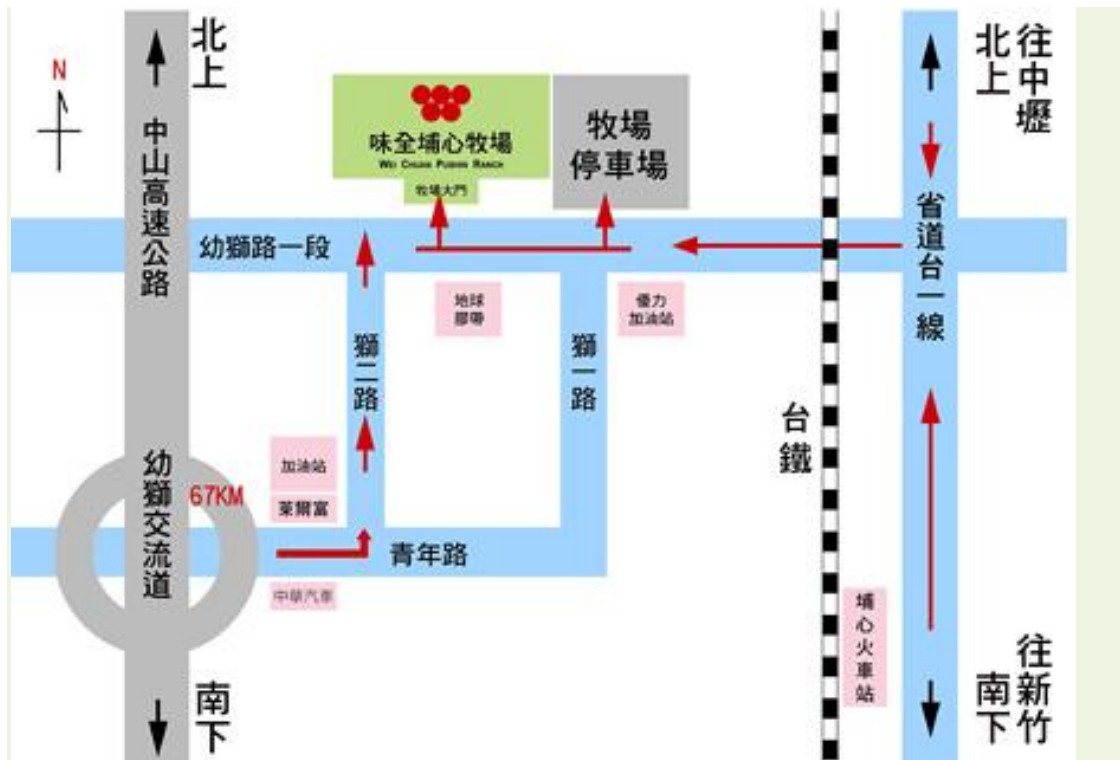 N
北上
中山高速公路
幼獅交流道
67KM
南下
味全埔心牧場
WEI CHUAN PUSHIN RANCH
牧場大門
牧場
停車場
幼獅路一段
地球
膠帶
優力
加油站
獅二路
獅一路
加油站
萊爾富
青年路
中華汽車
台鐵
埔心火車站
往中壢
北上
省道台一線
往新竹
南下